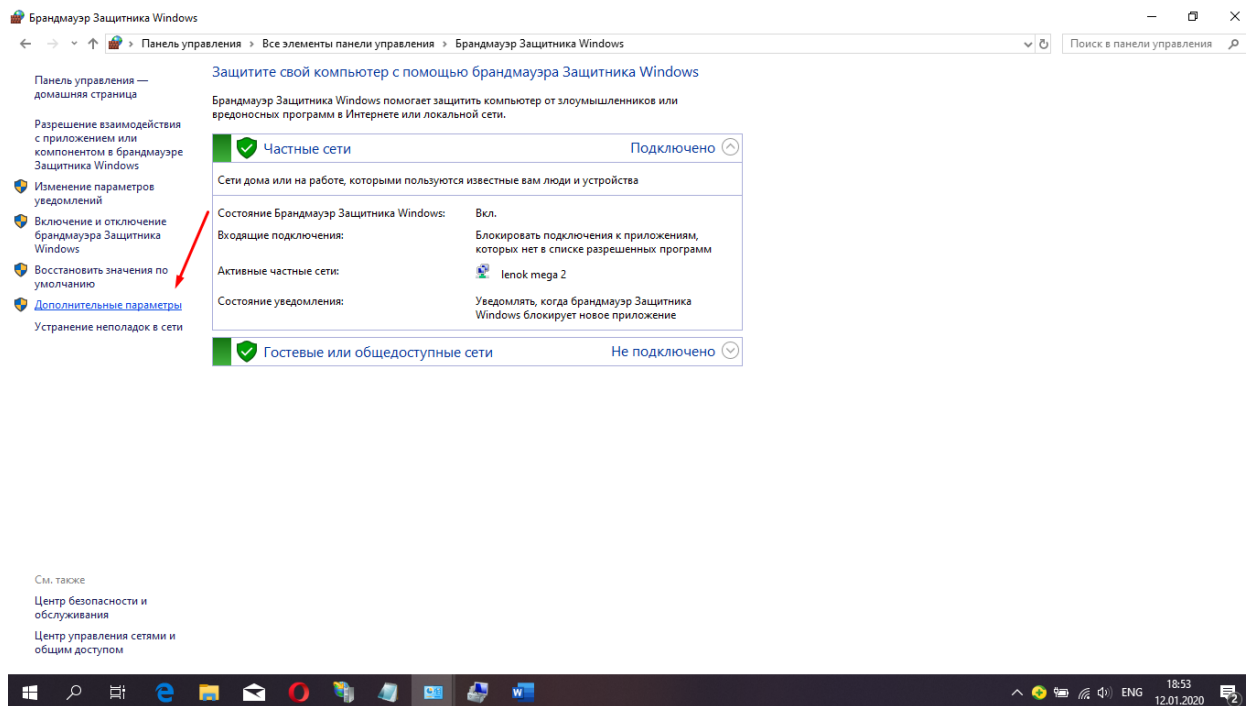 Брандмауэр Защитника Windows
Панель управления › Все элементы панели управления › Брандмауэр Защитника Windows
Поиск в панели управления
Панель управления —
домашняя страница
Разрешение взаимодействия
с приложением или
компонентом в брандмауэре
Защитника Windows
Изменение параметров
уведомлений
Включение и отключение
брандмауэра Защитника
Windows
Восстановить значения по
умолчанию
Дополнительные параметры
Устранение неполадок в сети
Защитите свой компьютер с помощью брандмауэра Защитника Windows
Брандмауэр Защитника Windows помогает защитить компьютер от злоумышленников или
вредоносных программ в Интернете или локальной сети.
Частные сети
Подключено
Сети дома или на работе, которыми пользуются известные вам люди и устройства
Состояние Брандмауэр Защитника Windows:
Вкл.
Входящие подключения:
Блокировать подключения к приложениям,
которых нет в списке разрешенных программ
Активные частные сети:
lenok mega 2
Состояние уведомления:
Уведомлять, когда брандмауэр Защитника
Windows блокирует новое приложение
Гостевые или общедоступные сети
Не подключено
См. также
Центр безопасности и
обслуживания
Центр управления сетями и
общим доступом
ENG
18:53
12.01.2020
2